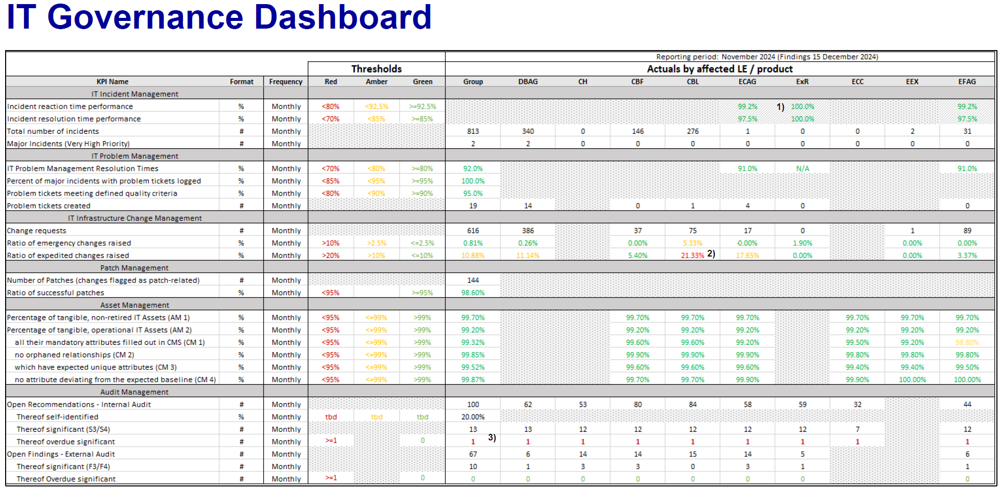 IT Governance Dashboard
Reporting period: November 2024 (Findings 15 December 2024)
Thresholds Actuals by affected LE / product
KPI Name Format Frequency Red Amber Green Group DBAG CH CBF CBL ECAG ExR ECC EEX EFAG
IT Incident Management
Incident reaction time performance % Monthly <80% <92,5% >=92.5% 99.2% 1) 100.0% 99.2%
Incident resolution time performance % Monthly <70% <85% >=85% 97.5% 100.0% 97.5%
Total number of incidents # Monthly 813 340 0 146 276 1 0 0 2 31
Major Incidents (Very High Priority) # Monthly 2 2 0 0 0 0 0 0 0 0
IT Problem Management
IT Problem Management Resolution Times % Monthly <70% <80% >=80% 92.0% 91.0% N/A 91.0%
Percent of major incidents with problem tickets logged % Monthly <85% <95% >=95% 100.0%
Problem tickets meeting defined quality criteria % Monthly <80% <90% >=90% 95.0%
Problem tickets created # Monthly 19 14 0 1 4 0 0
IT Infrastructure Change Management
Change requests # Monthly 616 386 37 75 17 0 1 89
Ratio of emergency changes raised % Monthly >10% >2.5% <=2.5% 0.81% 0.26% 0.00% 5.33% 0.00% 1.90% 0.00% 0.00%
Ratio of expedited changes raised % Monthly >20% >10% <=10% 10.88% 11.14% 5.40% 21.33% 2) 17.65% 0.00% 0.00% 3.37%
Patch Management
Number of Patches (changes flagged as patch-related) # Monthly 144
Ratio of successful patches % Monthly <95% >=95% 98.60%
Asset Management
Percentage of tangible, non-retired IT Assets (AM 1) % Monthly <95% <=99% >99% 99.70% 99.70% 99.70% 99.70% 99.70% 99.70% 99.70%
Percentage of tangible, operational IT Assets (AM 2) % Monthly <95% <=99% >99% 99.20% 99.20% 99.20% 99.20% 99.20% 99.20% 99.20%
all their mandatory attributes filled out in CMS (CM 1) % Monthly <95% <=99% >99% 99.32% 99.60% 99.60% 99.20% 99.50% 99.20% 98.80%
no orphaned relationships (CM 2) % Monthly <95% <=99% >99% 99.85% 99.90% 99.90% 99.90% 99.80% 99.80% 99.80%
which have expected unique attributes (CM 3) % Monthly <95% <=99% >99% 99.52% 99.60% 99.60% 99.60% 99.40% 99.40% 99.50%
no attribute deviating from the expected baseline (CM 4) % Monthly <95% <=99% >99% 99.87% 99.70% 99.70% 99.90% 99.90% 100.00% 100.00%
Audit Management
Open Recommendations - Internal Audit # Monthly 100 62 53 80 84 58 59 32 44
Thereof self-identified % Monthly tbd tbd tbd 20.00%
Thereof significant (S3/S4) # Monthly 13 13 12 12 12 12 12 7 12
Thereof overdue significant # Monthly >=1 0 1 3) 1 1 1 1 1 1 1 1
Open Findings - External Audit # Monthly 67 6 14 14 15 14 5 6
Thereof significant (F3/F4) # Monthly 10 1 3 3 0 3 1 1
Thereof Overdue significant # Monthly >=1 0 0 0 0 0 0 0 0 0